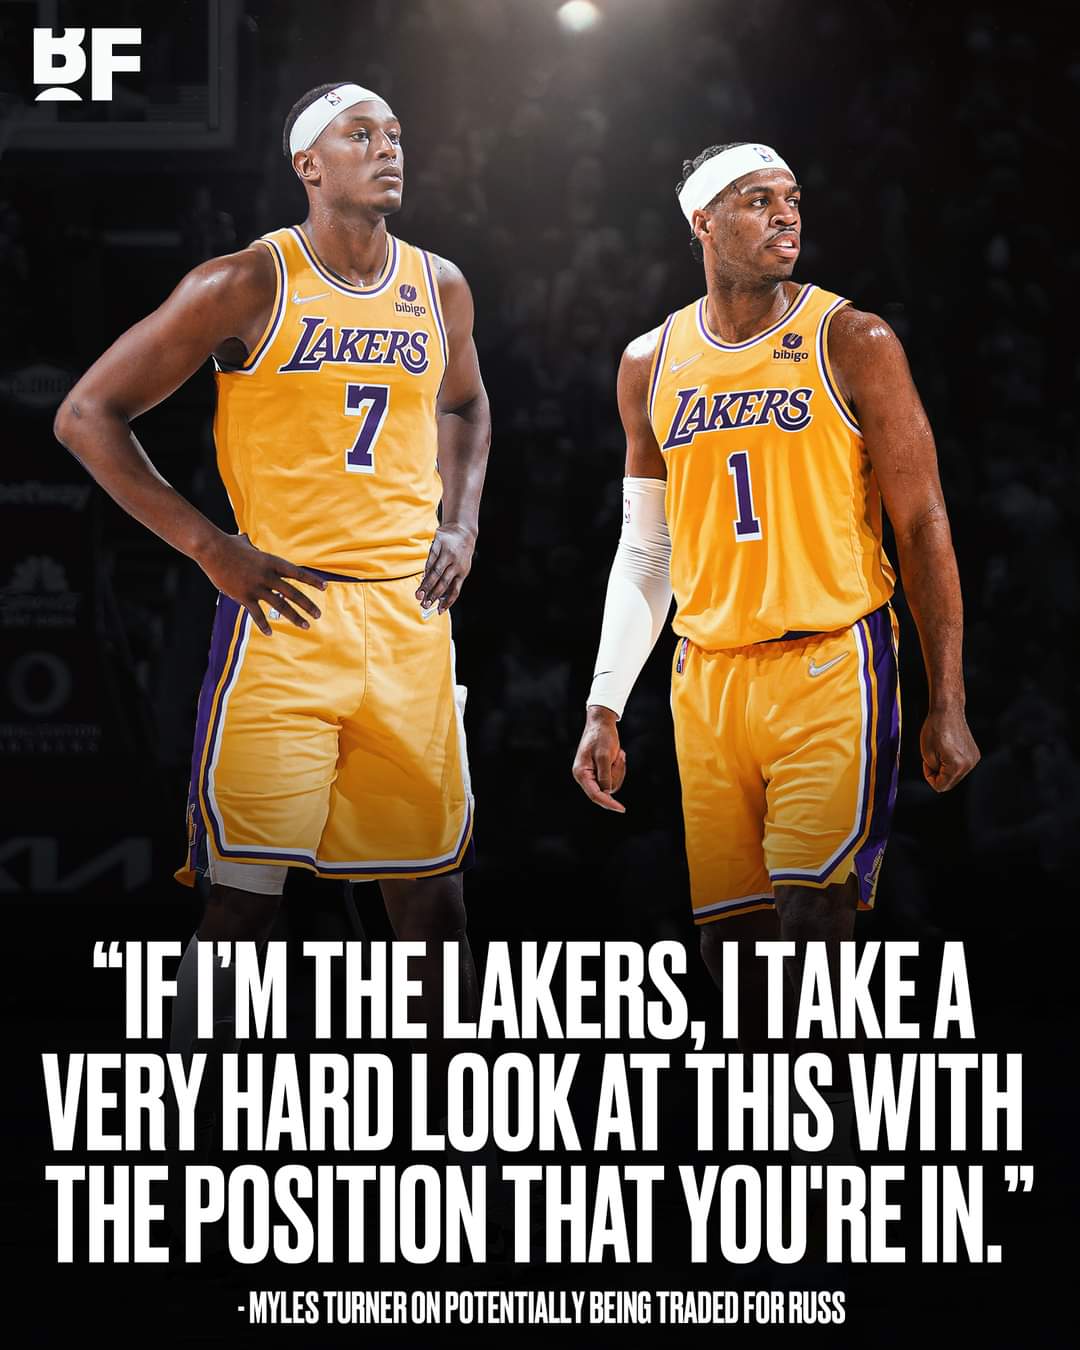 BF
bibigo
LAKERS
7
bibigo
LAKERS
1
betway
“IF I’M THE LAKERS, I TAKE A
VERY HARD LOOK AT THIS WITH
THE POSITION THAT YOU'RE IN.”
- MYLES TURNER ON POTENTIALLY BEING TRADED FOR RUSS